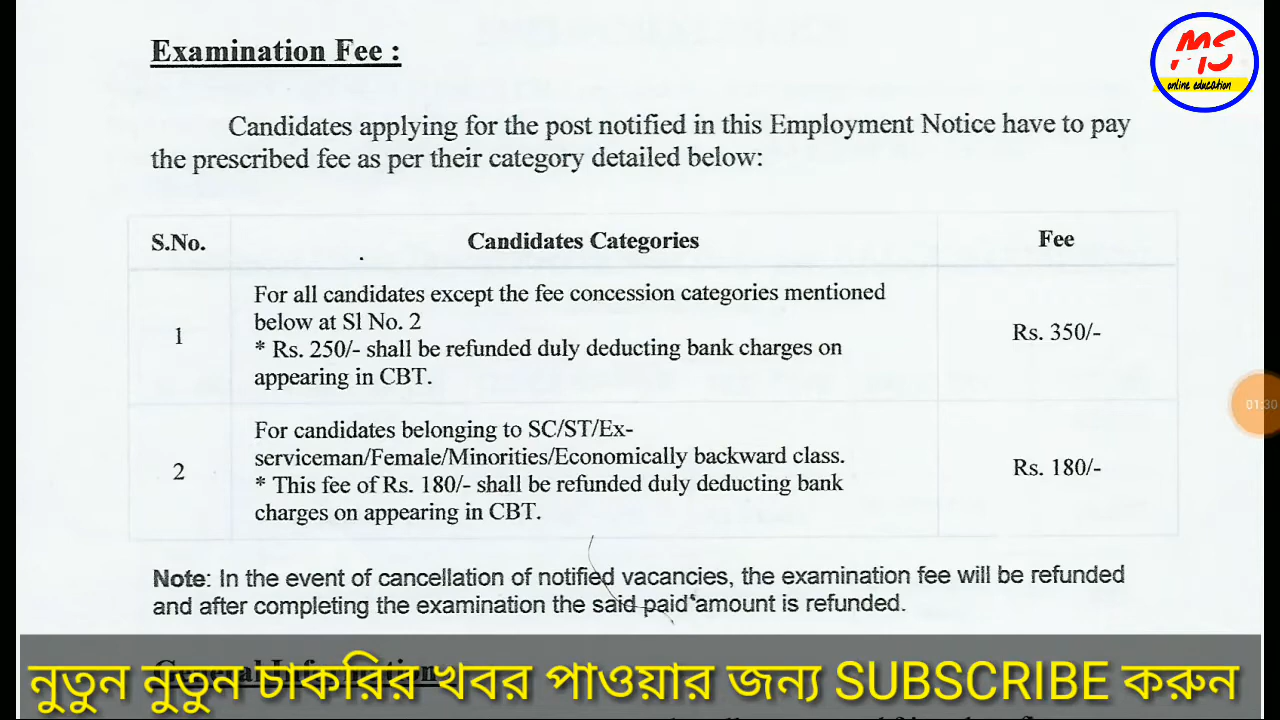 Examination Fee :
MS
online education
Candidates applying for the post notified in this Employment Notice have to pay
the prescribed fee as per their category detailed below:
S.No. Candidates Categories Fee
For all candidates except the fee concession categories mentioned
below at Sl No. 2
1 Rs. 350/-
* Rs. 250/- shall be refunded duly deducting bank charges on
appearing in CBT.
For candidates belonging to SC/ST/Ex-
serviceman/Female/Minorities/Economically backward class.
2 Rs. 180/-
* This fee of Rs. 180/- shall be refunded duly deducting bank
charges on appearing in CBT.
01:30
Note: In the event of cancellation of notified vacancies, the examination fee will be refunded
and after completing the examination the said paid amount is refunded.
General Information
নুতুন নুতুন চাকরির খবর পাওয়ার জন্য SUBSCRIBE করুন